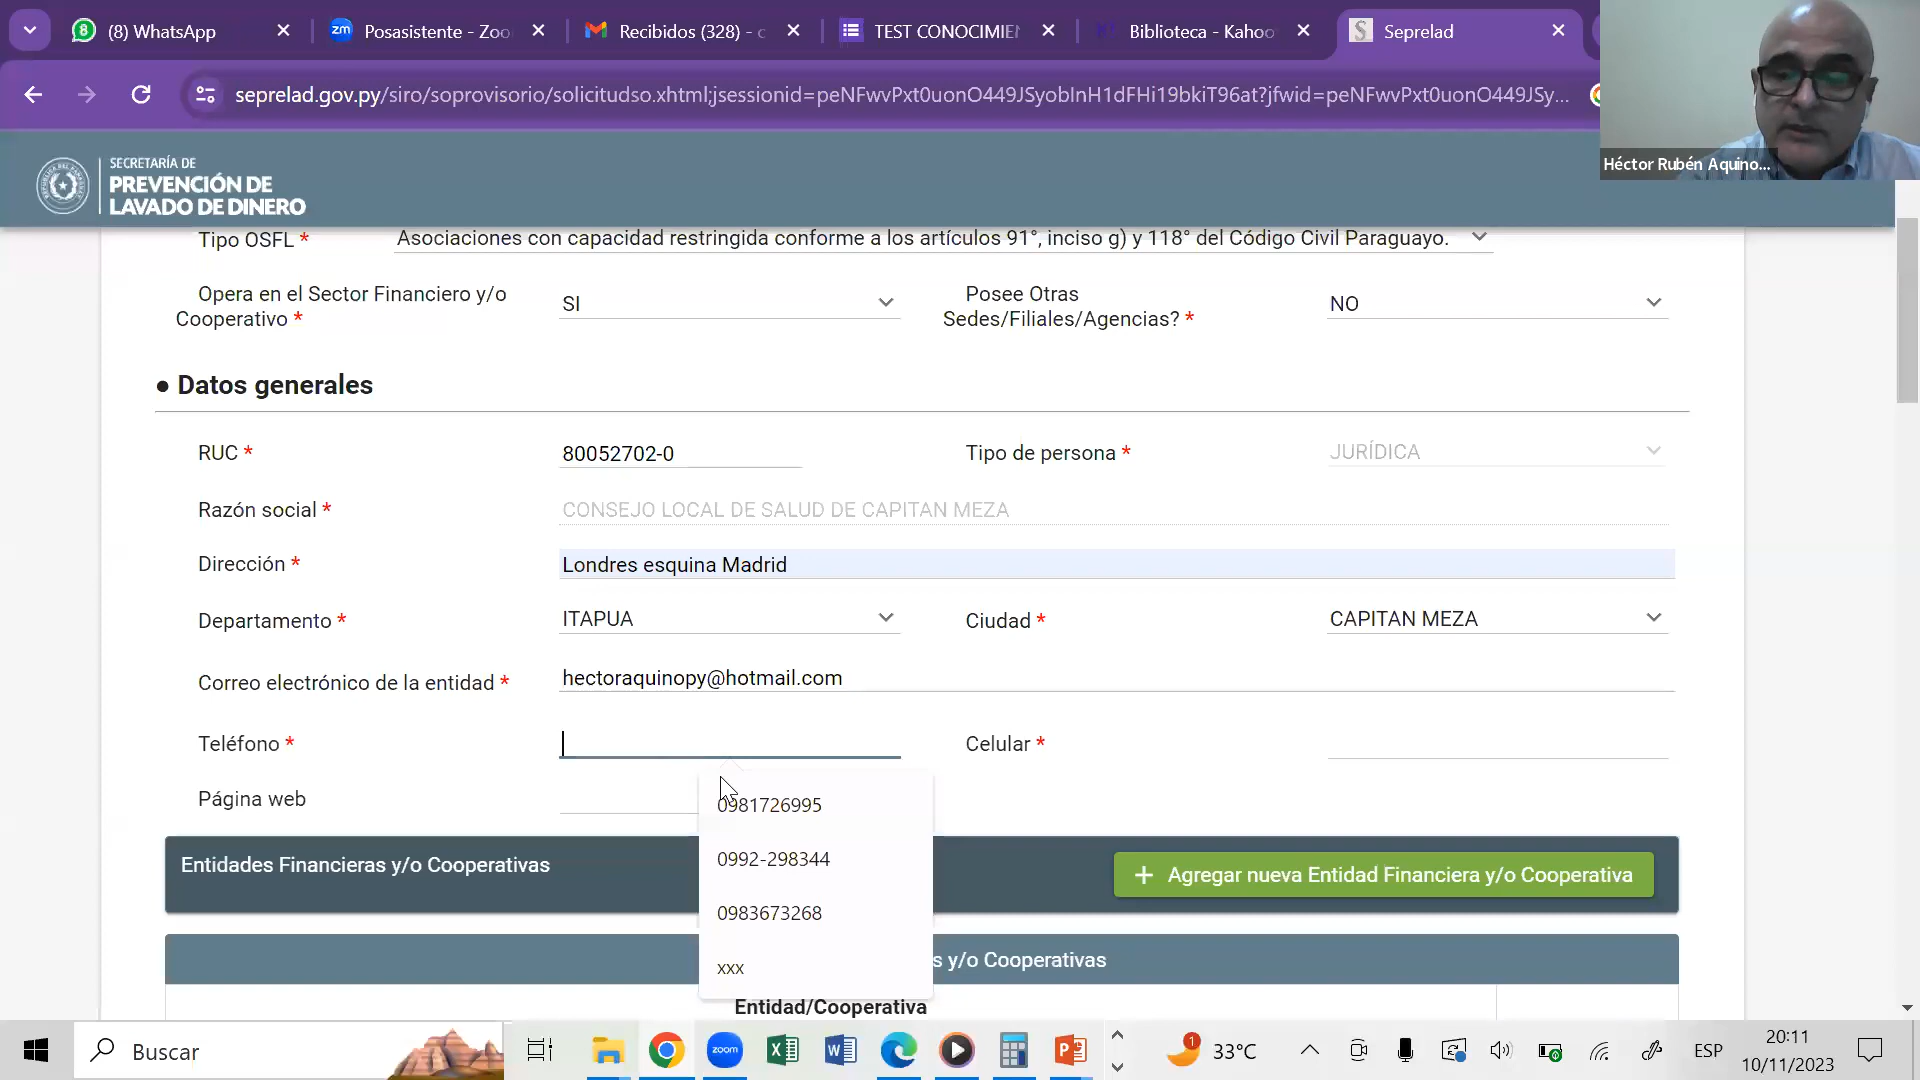 (8) WhatsApp
zm
Posasistente - Zoo
Recibidos (328) - c
TEST CONOCIMIEN
Biblioteca - Kahoo
Seprelad
seprelad.gov.py/siro/soprovisorio/solicitudso.xhtml;jsessionid=peNFwvPxt0uonO449JSyobInH1dFHi19bkiT96at?jfwid=peNFwvPxt0uonO449JSy...
Héctor Rubén Aquino...
SECRETARÍA DE
PREVENCIÓN DE
LAVADO DE DINERO
Tipo OSFL *
Asociaciones con capacidad restringida conforme a los artículos 91°, inciso g) y 118° del Código Civil Paraguayo.
Opera en el Sector Financiero y/o
Cooperativo *
SI
Posee Otras
Sedes/Filiales/Agencias? *
NO
● Datos generales
RUC *
80052702-0
Tipo de persona *
JURÍDICA
Razón social *
CONSEJO LOCAL DE SALUD DE CAPITAN MEZA
Dirección *
Londres esquina Madrid
Departamento *
ITAPUA
Ciudad *
CAPITAN MEZA
Correo electrónico de la entidad *
hectoraquinopy@hotmail.com
Teléfono *
Celular *
Página web
0981726995
0992-298344
0983673268
xxx
Entidades Financieras y/o Cooperativas
+ Agregar nueva Entidad Financiera y/o Cooperativa
s y/o Cooperativas
Entidad/Cooperativa
Buscar
zoom
1
33°C
ESP
20:11
10/11/2023